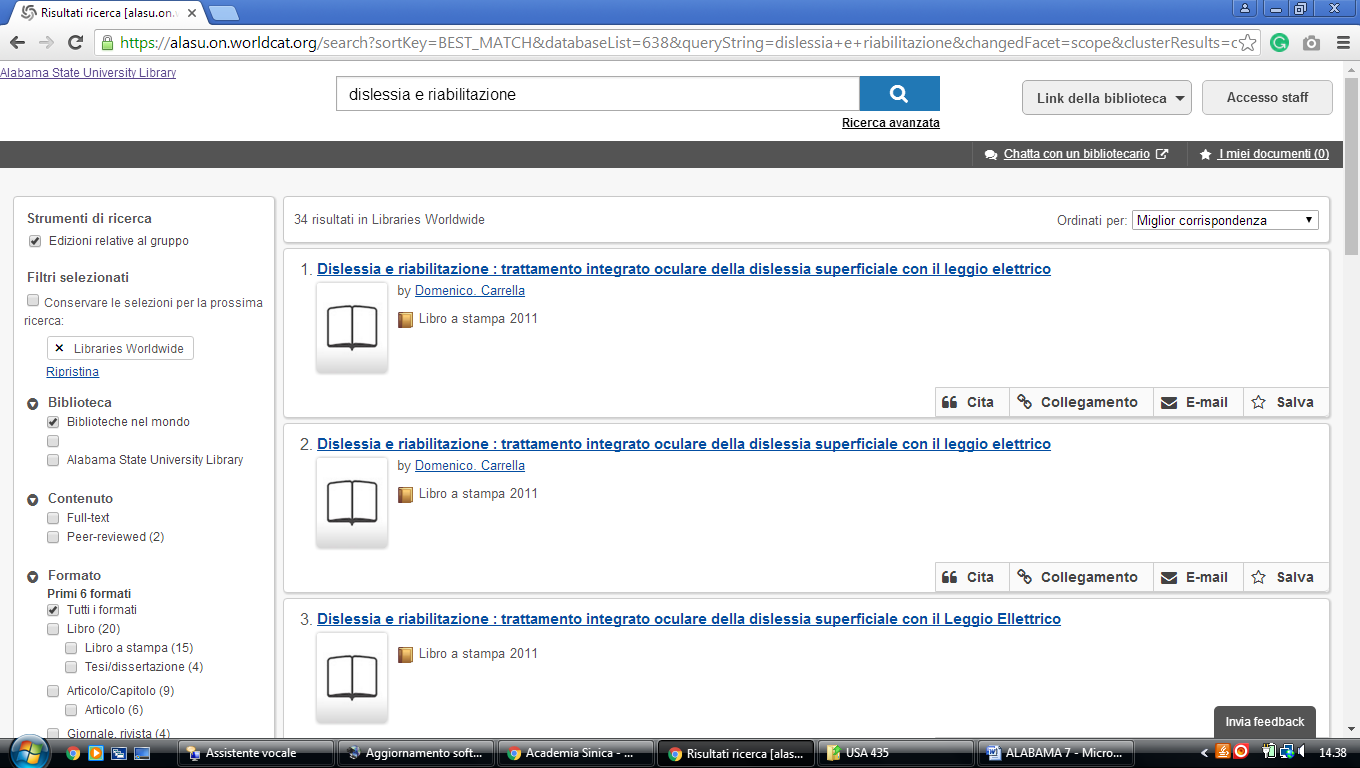 Risultati ricerca [alasu.on.w
https://alasu.on.worldcat.org/search?sortKey=BEST_MATCH&databaseList=638&queryString=dislessia+e+riabilitazione&changedFacet=scope&clusterResults=c
Alabama State University Library
dislessia e riabilitazione
Link della biblioteca
Accesso staff
Ricerca avanzata
Chatta con un bibliotecario
I miei documenti (0)
Strumenti di ricerca
Edizioni relative al gruppo
Filtri selezionati
Conservare le selezioni per la prossima
ricerca:
× Libraries Worldwide
Ripristina
Biblioteca
Biblioteche nel mondo
Alabama State University Library
Contenuto
Full-text
Peer-reviewed (2)
Formato
Primi 6 formati
Tutti i formati
Libro (20)
Libro a stampa (15)
Tesi/dissertazione (4)
Articolo/Capitolo (9)
Articolo (6)
Giornale, rivista (4)
34 risultati in Libraries Worldwide
Ordinati per: Miglior corrispondenza
1. Dislessia e riabilitazione : trattamento integrato oculare della dislessia superficiale con il leggio elettrico
by Domenico. Carrella
Libro a stampa 2011
Cita Collegamento E-mail Salva
2. Dislessia e riabilitazione : trattamento integrato oculare della dislessia superficiale con il leggio elettrico
by Domenico. Carrella
Libro a stampa 2011
Cita Collegamento E-mail Salva
3. Dislessia e riabilitazione : trattamento integrato oculare della dislessia superficiale con il Leggio Ellettrico
Libro a stampa 2011
Invia feedback
Assistente vocale
Aggiornamento soft...
Academia Sinica - ...
Risultati ricerca [alas...
USA 435
ALABAMA 7 - Micro...
14.38